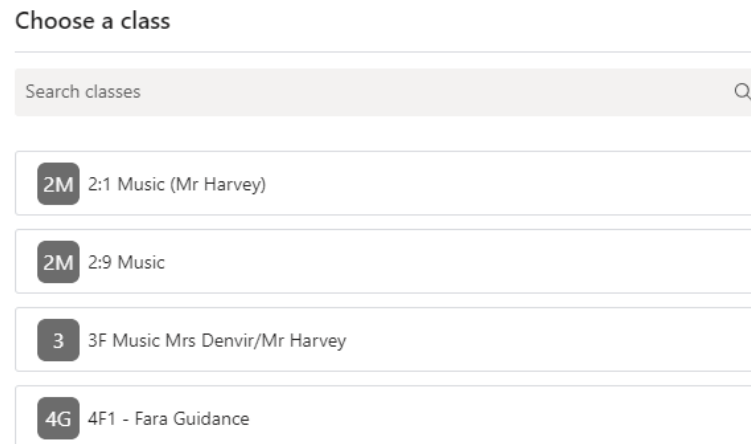 Choose a class
Search classes
2M 2:1 Music (Mr Harvey)
2M 2:9 Music
3 3F Music Mrs Denvir/Mr Harvey
4G 4F1 - Fara Guidance